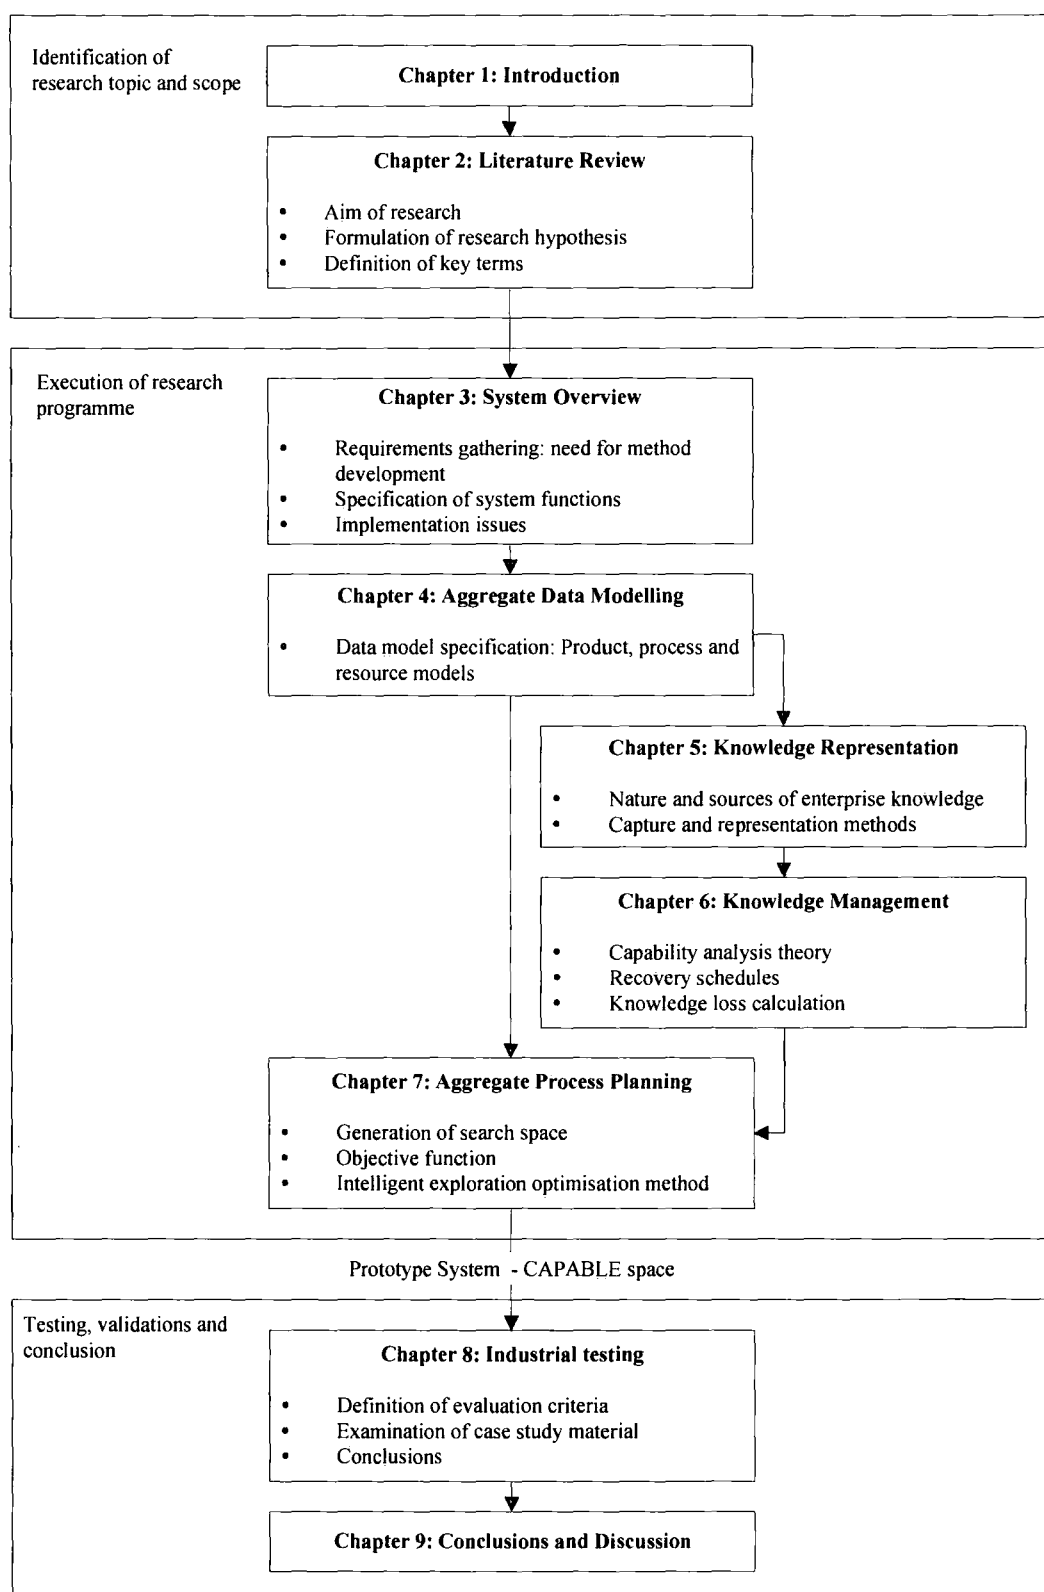 Identification of
research topic and scope
Chapter 1: Introduction
Chapter 2: Literature Review
• Aim of research
• Formulation of research hypothesis
• Definition of key terms
Execution of research
programme
Chapter 3: System Overview
• Requirements gathering: need for method
development
• Specification of system functions
• Implementation issues
Chapter 4: Aggregate Data Modelling
• Data model specification: Product, process and
resource models
Chapter 5: Knowledge Representation
• Nature and sources of enterprise knowledge
• Capture and representation methods
Chapter 6: Knowledge Management
• Capability analysis theory
• Recovery schedules
• Knowledge loss calculation
Chapter 7: Aggregate Process Planning
• Generation of search space
• Objective function
• Intelligent exploration optimisation method
Prototype System - CAPABLE space
Testing, validations and
conclusion
Chapter 8: Industrial testing
• Definition of evaluation criteria
• Examination of case study material
• Conclusions
Chapter 9: Conclusions and Discussion